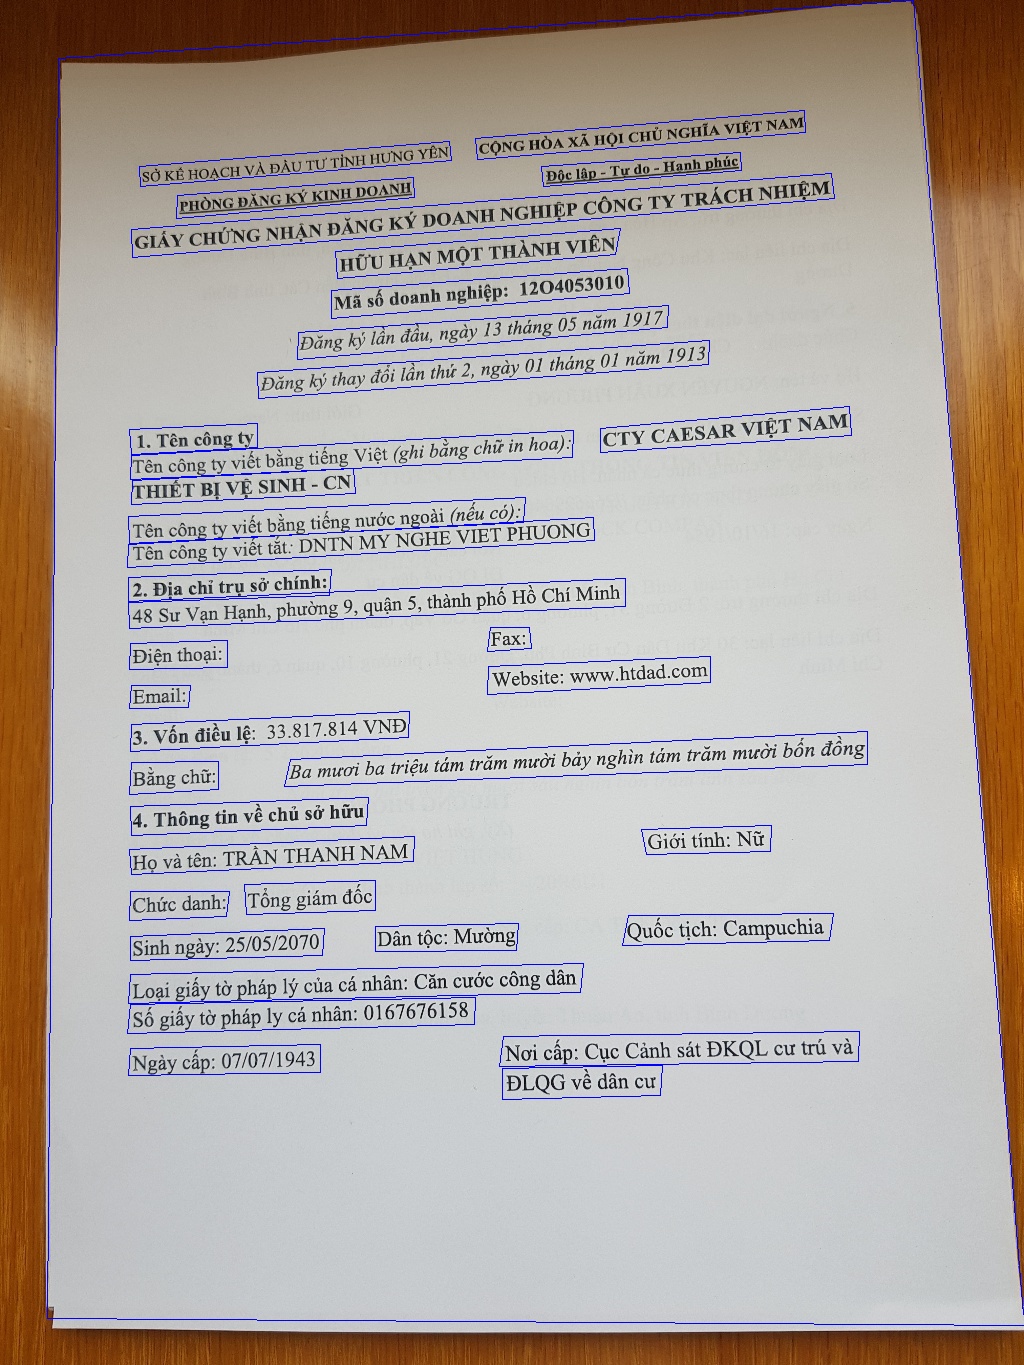 SỞ KẾ HOẠCH VÀ ĐẦU TƯ TỈNH HƯNG YÊN
CỘNG HÒA XÃ HỘI CHỦ NGHĨA VIỆT NAM
PHÒNG ĐĂNG KÝ KINH DOANH
Độc lập - Tự do - Hạnh phúc
GIẤY CHỨNG NHẬN ĐĂNG KÝ DOANH NGHIỆP CÔNG TY TRÁCH NHIỆM
HỮU HẠN MỘT THÀNH VIÊN
Mã số doanh nghiệp: 12O4053010
Đăng ký lần đầu, ngày 13 tháng 05 năm 1917
Đăng ký thay đổi lần thứ 2, ngày 01 tháng 01 năm 1913
1. Tên công ty
Tên công ty viết bằng tiếng Việt (ghi bằng chữ in hoa): CTY CAESAR VIỆT NAM
THIẾT BỊ VỆ SINH - CN
Tên công ty viết bằng tiếng nước ngoài (nếu có):
Tên công ty viết tắt: DNTN MY NGHE VIET PHUONG
2. Địa chỉ trụ sở chính:
48 Sư Vạn Hạnh, phường 9, quận 5, thành phố Hồ Chí Minh
Điện thoại: Fax:
Email: Website: www.htdad.com
3. Vốn điều lệ: 33.817.814 VNĐ
Bằng chữ: Ba mươi ba triệu tám trăm mười bảy nghìn tám trăm mười bốn đồng
4. Thông tin về chủ sở hữu
Họ và tên: TRẦN THANH NAM Giới tính: Nữ
Chức danh: Tổng giám đốc
Sinh ngày: 25/05/2070 Dân tộc: Mường Quốc tịch: Campuchia
Loại giấy tờ pháp lý của cá nhân: Căn cước công dân
Số giấy tờ pháp ly cá nhân: 0167676158
Ngày cấp: 07/07/1943 Nơi cấp: Cục Cảnh sát ĐKQL cư trú và
ĐLQG về dân cư